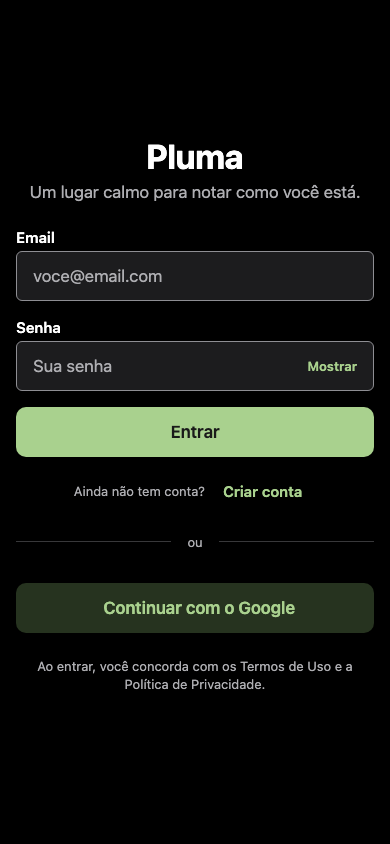 Pluma
Um lugar calmo para notar como você está.
Email
voce@email.com
Senha
Sua senha
Mostrar
Entrar
Ainda não tem conta? Criar conta
ou
Continuar com o Google
Ao entrar, você concorda com os Termos de Uso e a
Política de Privacidade.